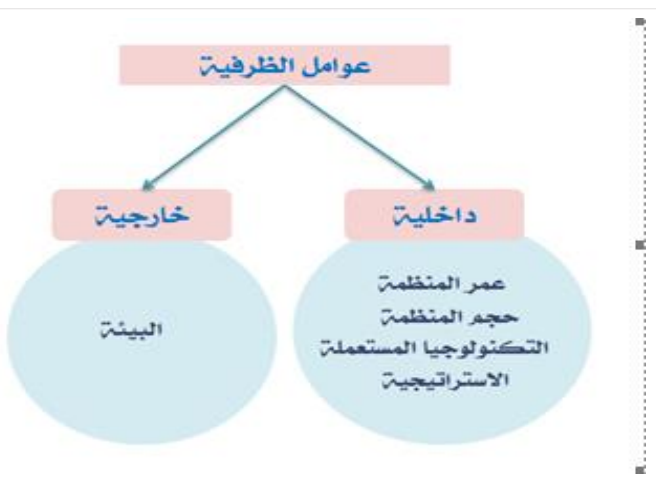 عوامل الظرفية
داخلية
عمر المنظمة
حجم المنظمة
التكنولوجيا المستعملة
الاستراتيجية
خارجية
البيئة